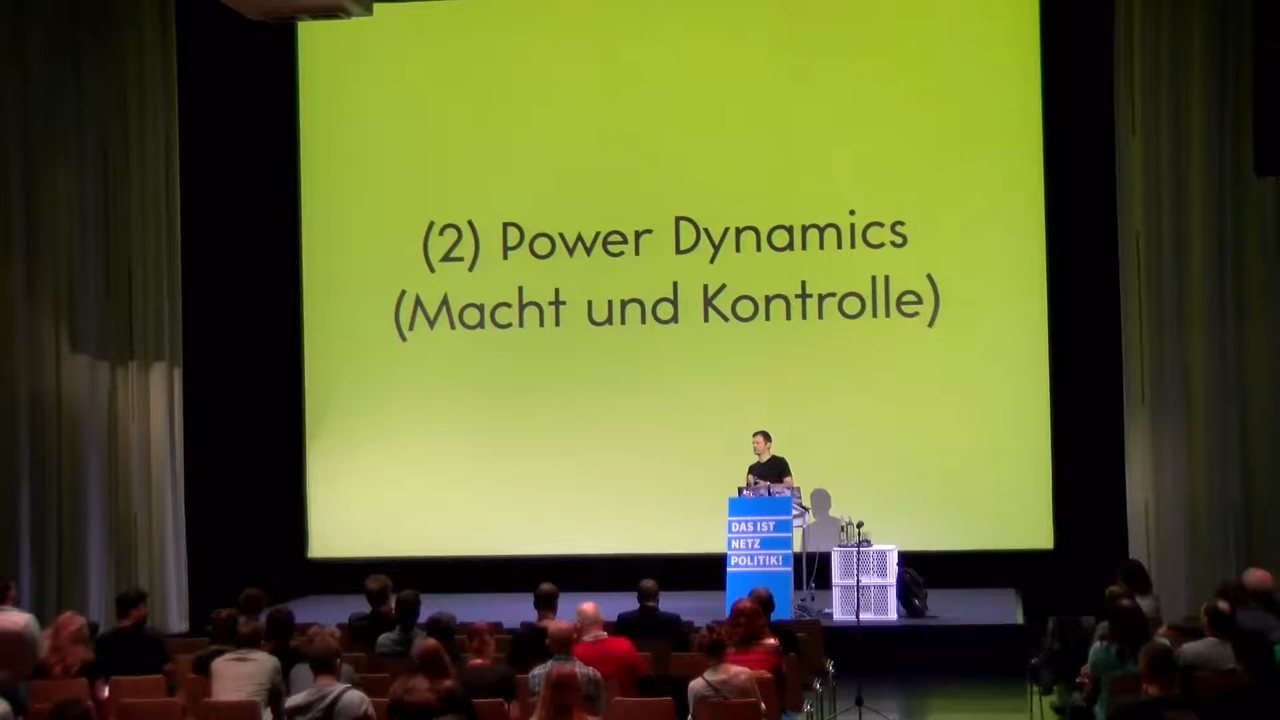 (2) Power Dynamics
(Macht und Kontrolle)
DAS IST
NETZ
POLITIK!